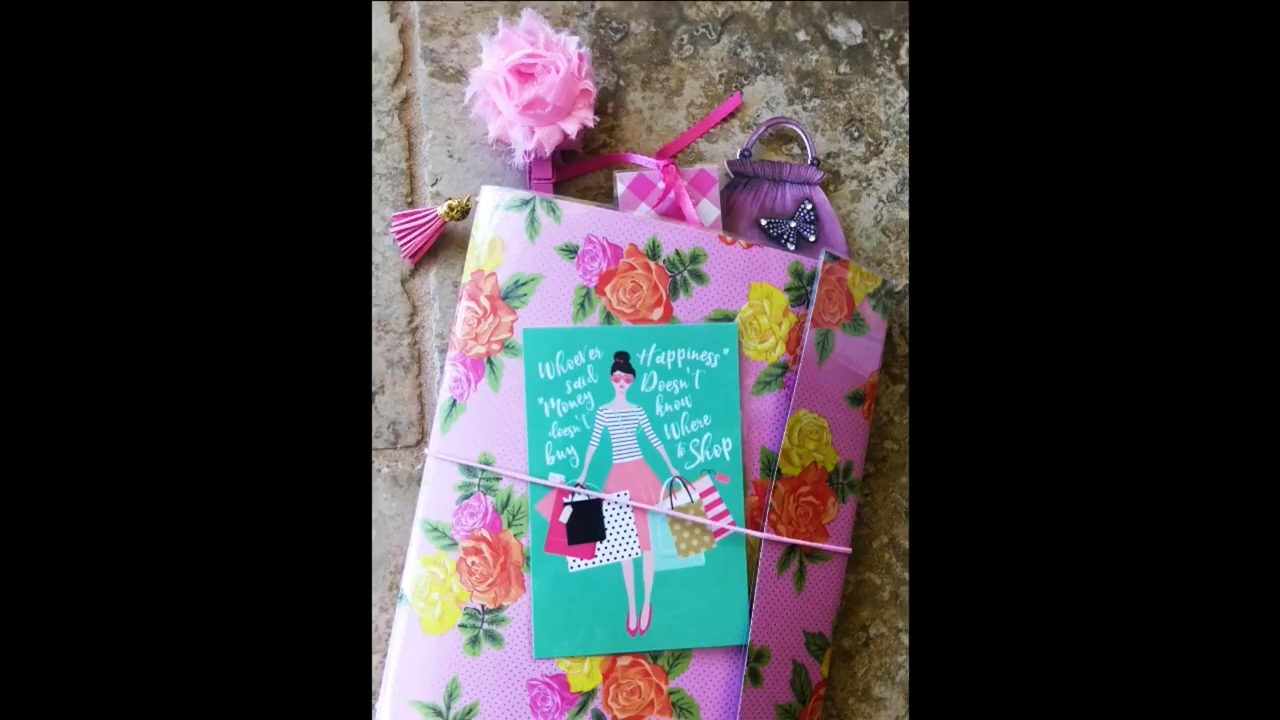 Whoever
said
"Money
doesn't
buy
Happiness"
Doesn't
know
Where
to Shop